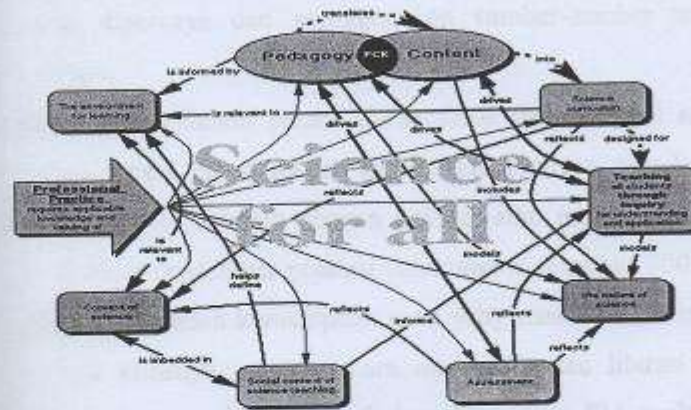 translates
Pedagogy
PCK
Content
into
is informed by
The environment
for learning
is relevant to
drives
drives
drives
Science
curriculum
reflects
designed for
Science
for all
Professional
Practice
requires
knowledge and
valuing of
reflects
includes
Teaching
all students
through
inquiry
for understanding
and application
is
relevant
to
models
models
helps
define
Context of
science
informs
the nature of
science
reflects
reflects
reflects
is imbedded in
Social context of
science teaching
Assessment